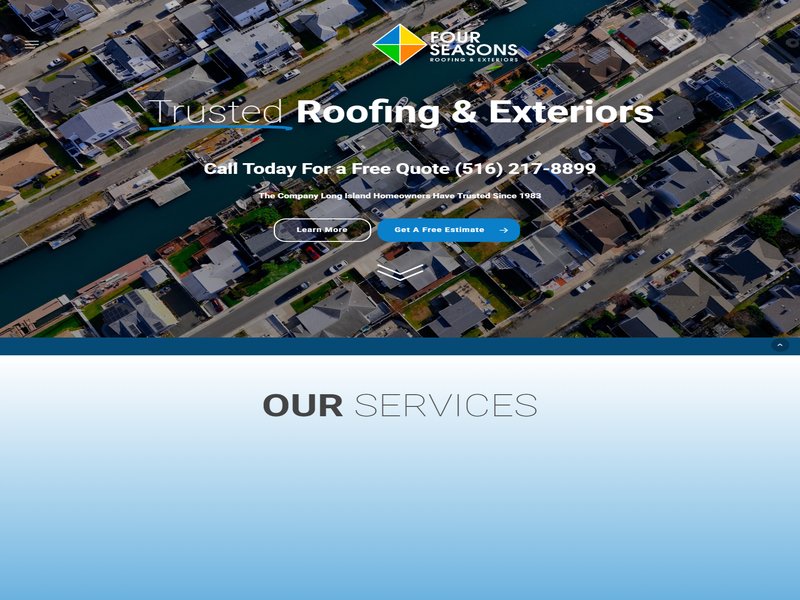 FOUR
SEASONS
ROOFING & EXTERIORS
Trusted Roofing & Exteriors
Call Today For a Free Quote (516) 217-8899
The Company Long Island Homeowners Have Trusted Since 1983
Learn More
Get A Free Estimate
OUR SERVICES